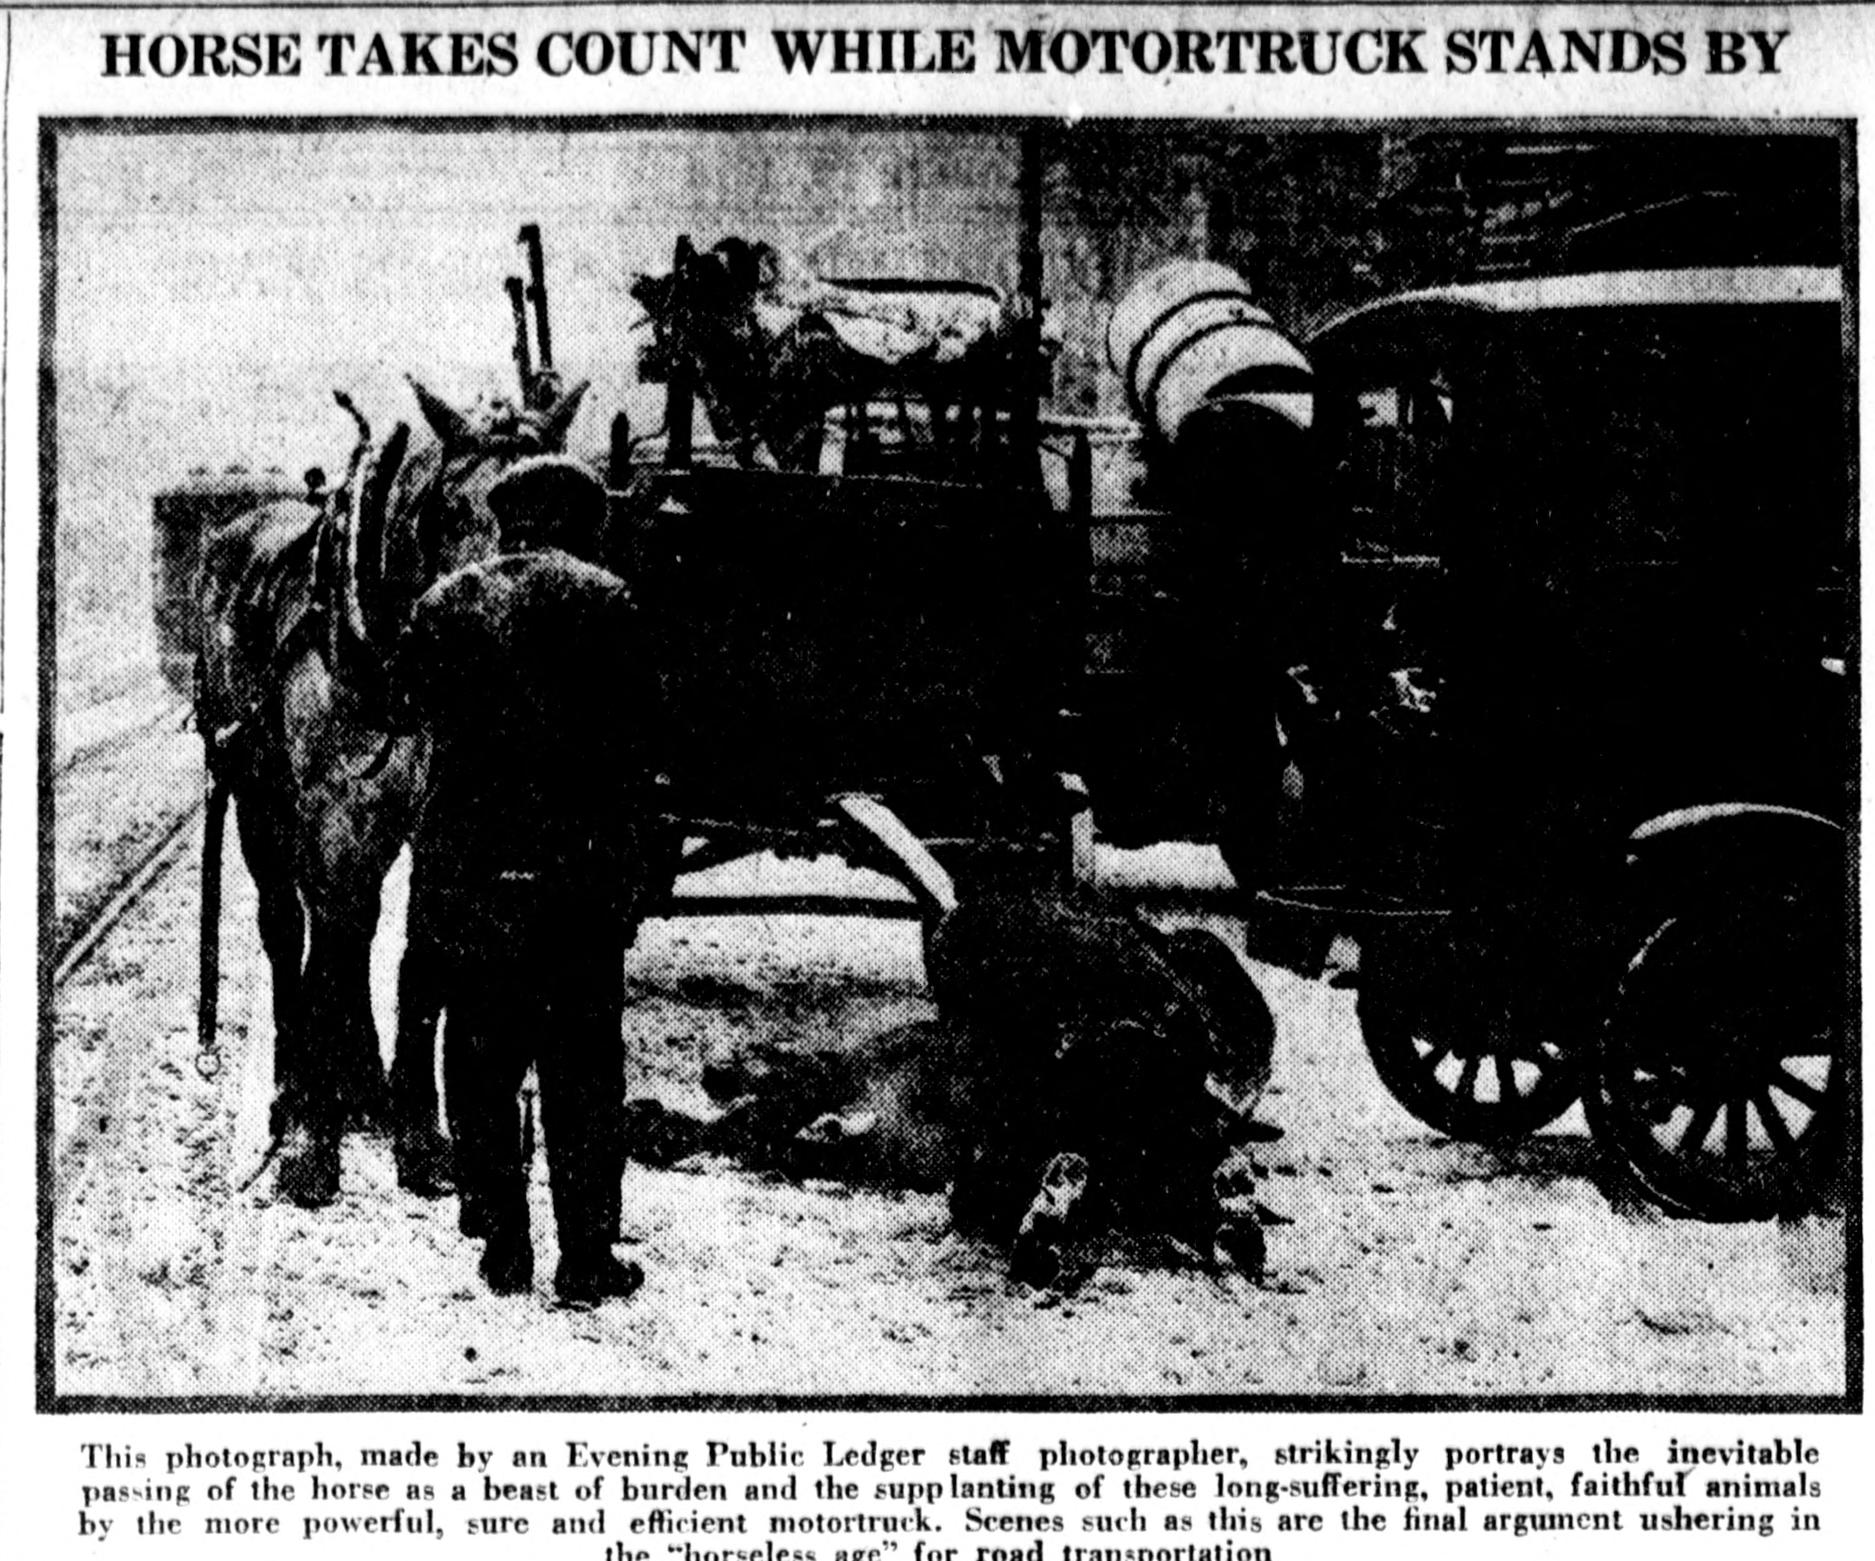 HORSE TAKES COUNT WHILE MOTORTRUCK STANDS BY
This photograph, made by an Evening Public Ledger staff photographer, strikingly portrays the inevitable
passing of the horse as a beast of burden and the supplanting of these long-suffering, patient, faithful animals
by the more powerful, sure and efficient motortruck. Scenes such as this are the final argument ushering in
the "horseless age" for road transportation